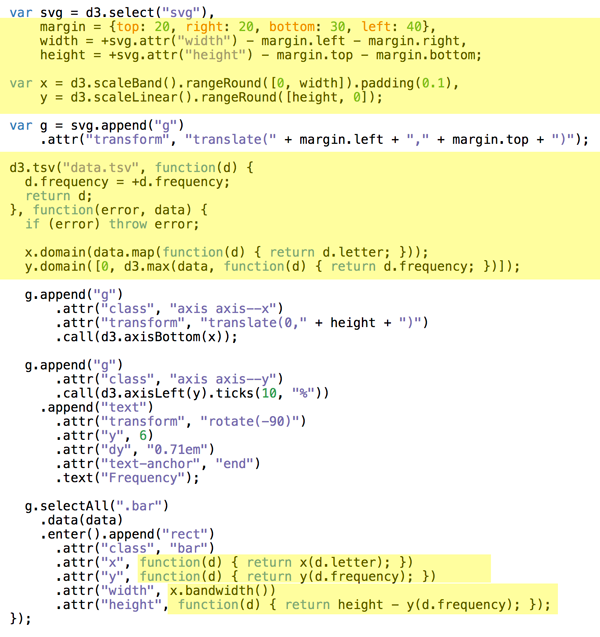 var svg = d3.select("svg"),
    margin = {top: 20, right: 20, bottom: 30, left: 40},
    width = +svg.attr("width") - margin.left - margin.right,
    height = +svg.attr("height") - margin.top - margin.bottom;

var x = d3.scaleBand().rangeRound([0, width]).padding(0.1),
    y = d3.scaleLinear().rangeRound([height, 0]);

var g = svg.append("g")
    .attr("transform", "translate(" + margin.left + "," + margin.top + ")");

d3.tsv("data.tsv", function(d) {
  d.frequency = +d.frequency;
  return d;
}, function(error, data) {
  if (error) throw error;

  x.domain(data.map(function(d) { return d.letter; }));
  y.domain([0, d3.max(data, function(d) { return d.frequency; })]);

  g.append("g")
      .attr("class", "axis axis--x")
      .attr("transform", "translate(0," + height + ")")
      .call(d3.axisBottom(x));

  g.append("g")
      .attr("class", "axis axis--y")
      .call(d3.axisLeft(y).ticks(10, "%"))
    .append("text")
      .attr("transform", "rotate(-90)")
      .attr("y", 6)
      .attr("dy", "0.71em")
      .attr("text-anchor", "end")
      .text("Frequency");

  g.selectAll(".bar")
    .data(data)
    .enter().append("rect")
      .attr("class", "bar")
      .attr("x", function(d) { return x(d.letter); })
      .attr("y", function(d) { return y(d.frequency); })
      .attr("width", x.bandwidth())
      .attr("height", function(d) { return height - y(d.frequency); });
});